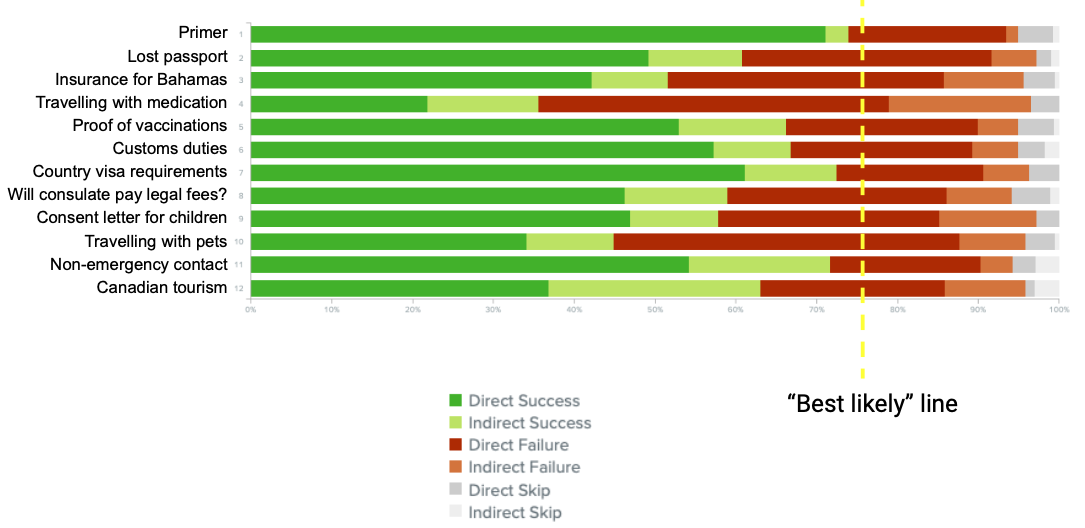 Primer 1
Lost passport 2
Insurance for Bahamas 3
Travelling with medication 4
Proof of vaccinations 5
Customs duties 6
Country visa requirements 7
Will consulate pay legal fees? 8
Consent letter for children 9
Travelling with pets 10
Non-emergency contact 11
Canadian tourism 12
0% 10% 20% 30% 40% 50% 60% 70% 80% 90% 100%
Direct Success
Indirect Success
Direct Failure
Indirect Failure
Direct Skip
Indirect Skip
“Best likely” line